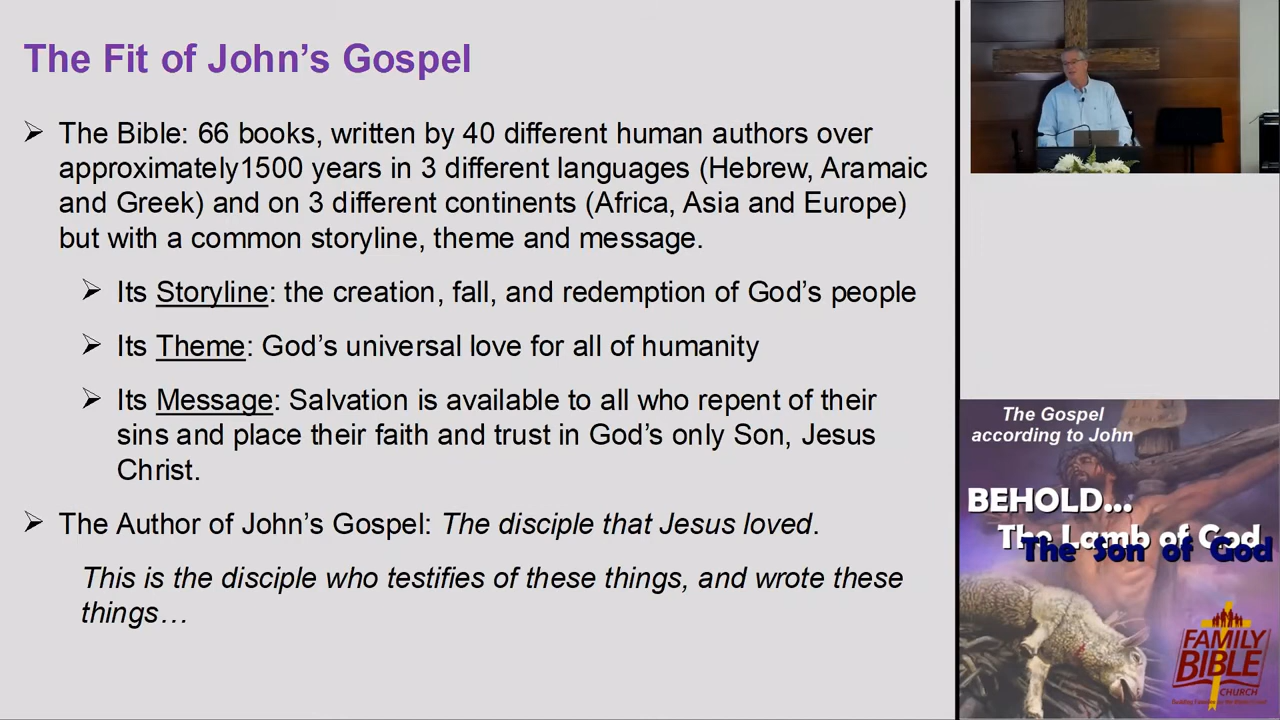 The Fit of John's Gospel
➢ The Bible: 66 books, written by 40 different human authors over
approximately1500 years in 3 different languages (Hebrew, Aramaic
and Greek) and on 3 different continents (Africa, Asia and Europe)
but with a common storyline, theme and message.
➢ Its Storyline: the creation, fall, and redemption of God's people
➢ Its Theme: God's universal love for all of humanity
➢ Its Message: Salvation is available to all who repent of their
sins and place their faith and trust in God's only Son, Jesus
Christ.
➢ The Author of John's Gospel: The disciple that Jesus loved.
This is the disciple who testifies of these things, and wrote these
things…
The Gospel
according to John
BEHOLD...
The Lamb of God
The Son of God
FAMILY
BIBLE
CHURCH